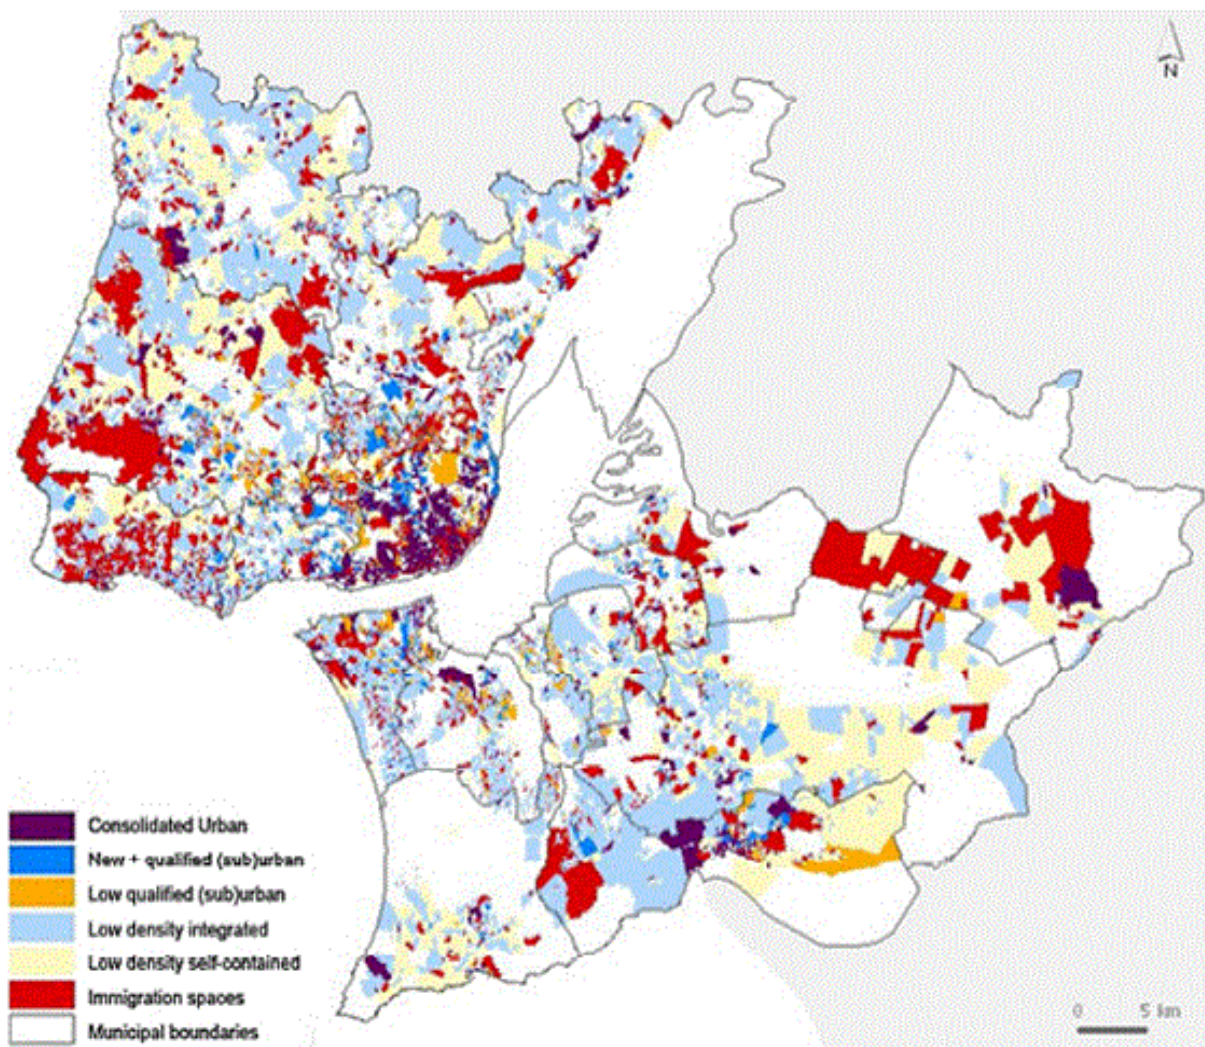 N
Consolidated Urban
New + qualified (sub)urban
Low qualified (sub)urban
Low density integrated
Low density self-contained
Immigration spaces
Municipal boundaries
0 5 km